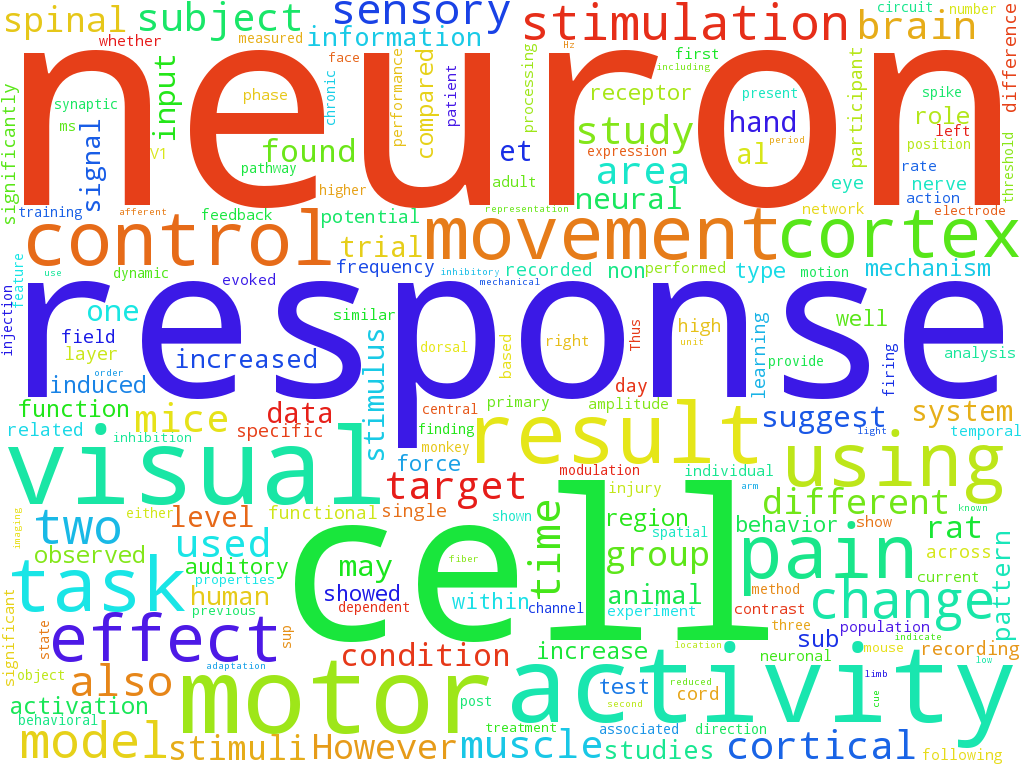 spinal
subject
sensory
stimulation
brain
circuit
number
whether
measured
information
face
first
Hz
including
difference
neuron
significantly
synaptic
ms
V1
input
signal
phase
chronic
performance
compared
patient
processing
receptor
study
present
hand
participant
spike
role
left
position
threshold
found
pathway
et
expression
area
al
period
eye
rate
nerve
action
higher
adult
neural
training
afferent
feedback
potential
representation
network
electrode
control
movement
cortex
trial
feature
use
dynamic
evoked
frequency
inhibitory
mechanical
recorded
non
performed
type
motion
mechanism
response
injection
one
field
layer
order
increased
induced
similar
stimulus
dorsal
based
right
Thus
unit
high
learning
well
provide
firing
analysis
day
function
mice
data
central
primary
amplitude
suggest
system
related
inhibition
specific
finding
monkey
result
light
temporal
visual
force
target
modulation
individual
using
different
imaging
two
either
level
functional
single
shown
injury
region
spatial
arm
behavior
show
known
rat
observed
used
auditory
may
time
fiber
group
pain
across
pattern
task
properties
previous
human
showed
dependent
cell
within
channel
animal
experiment
method
contrast
three
current
change
significant
state
effect
adaptation
sup
condition
increase
location
sub
population
neuronal
indicate
mouse
recording
low
object
also
motor
activity
test
reduced
cord
second
limb
cue
activation
behavioral
post
treatment
associated
direction
model
stimuli
However
muscle
studies
cortical
following